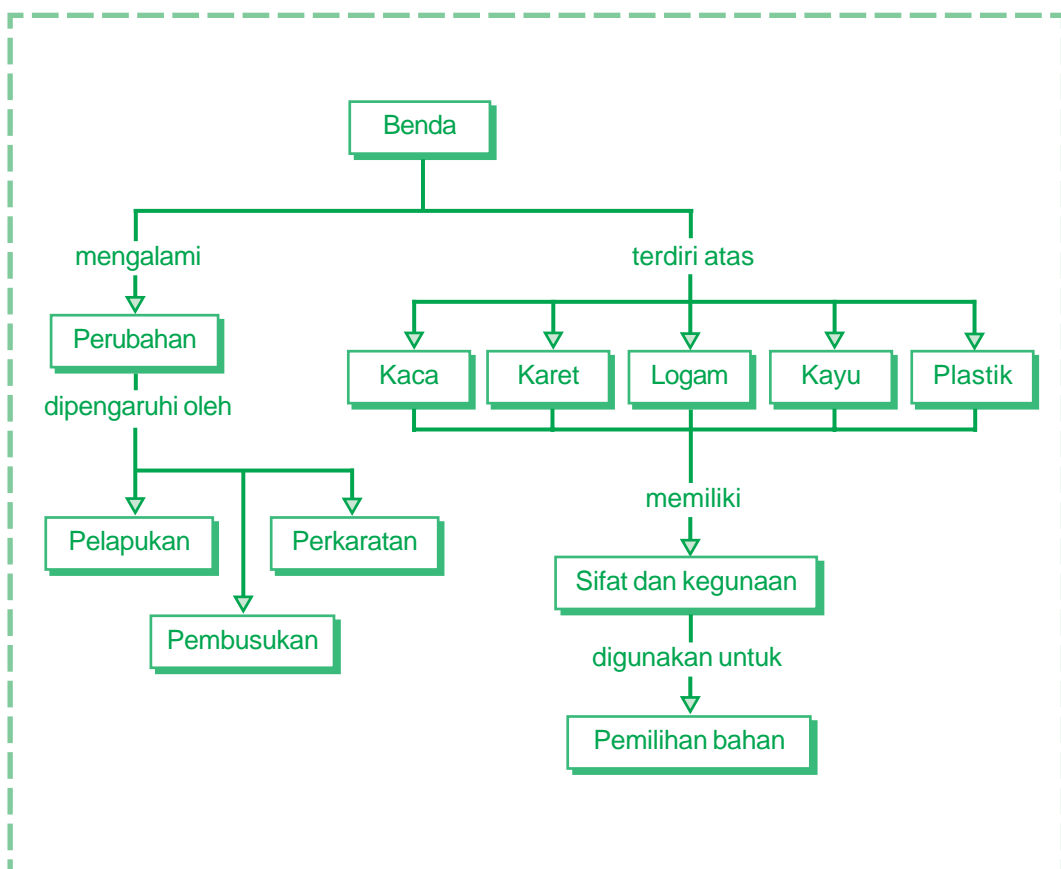 Benda
mengalami
terdiri atas
Perubahan
Kaca
Karet
Logam
Kayu
Plastik
dipengaruhi oleh
memiliki
Pelapukan
Perkaratan
Sifat dan kegunaan
Pembusukan
digunakan untuk
Pemilihan bahan